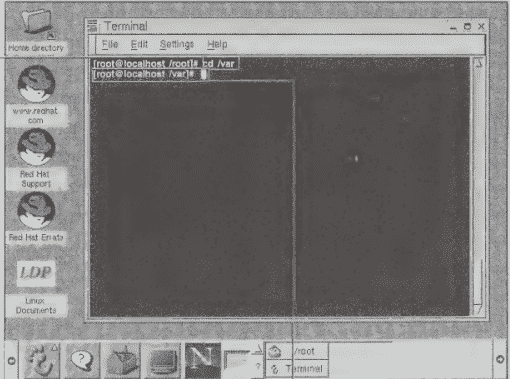 Home directory
www.redhat.com
Red Hat
Support
Red Hat Errata
LDP
Linux
Documents
Terminal
File Edit Settings Help
[root@localhost /root]# cd /var
[root@localhost /var]#
N
?
/root
Terminal